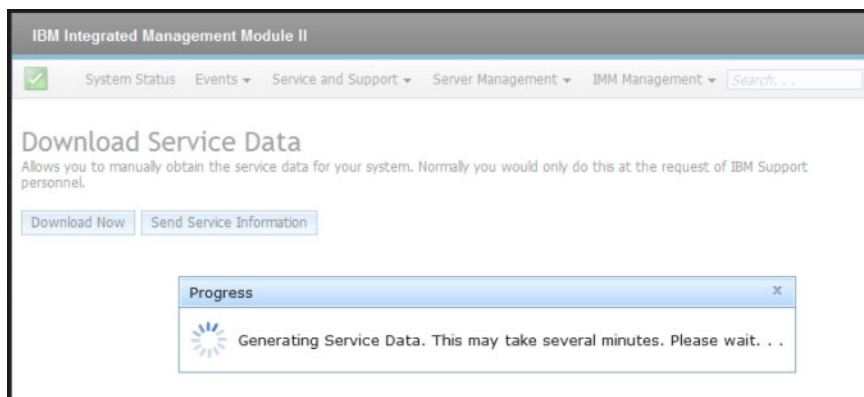 IBM Integrated Management Module II
System Status Events Service and Support Server Management IMM Management Search. . .
Download Service Data
Allows you to manually obtain the service data for your system. Normally you would only do this at the request of IBM Support
personnel.
Download Now Send Service Information
Progress x
Generating Service Data. This may take several minutes. Please wait. . .